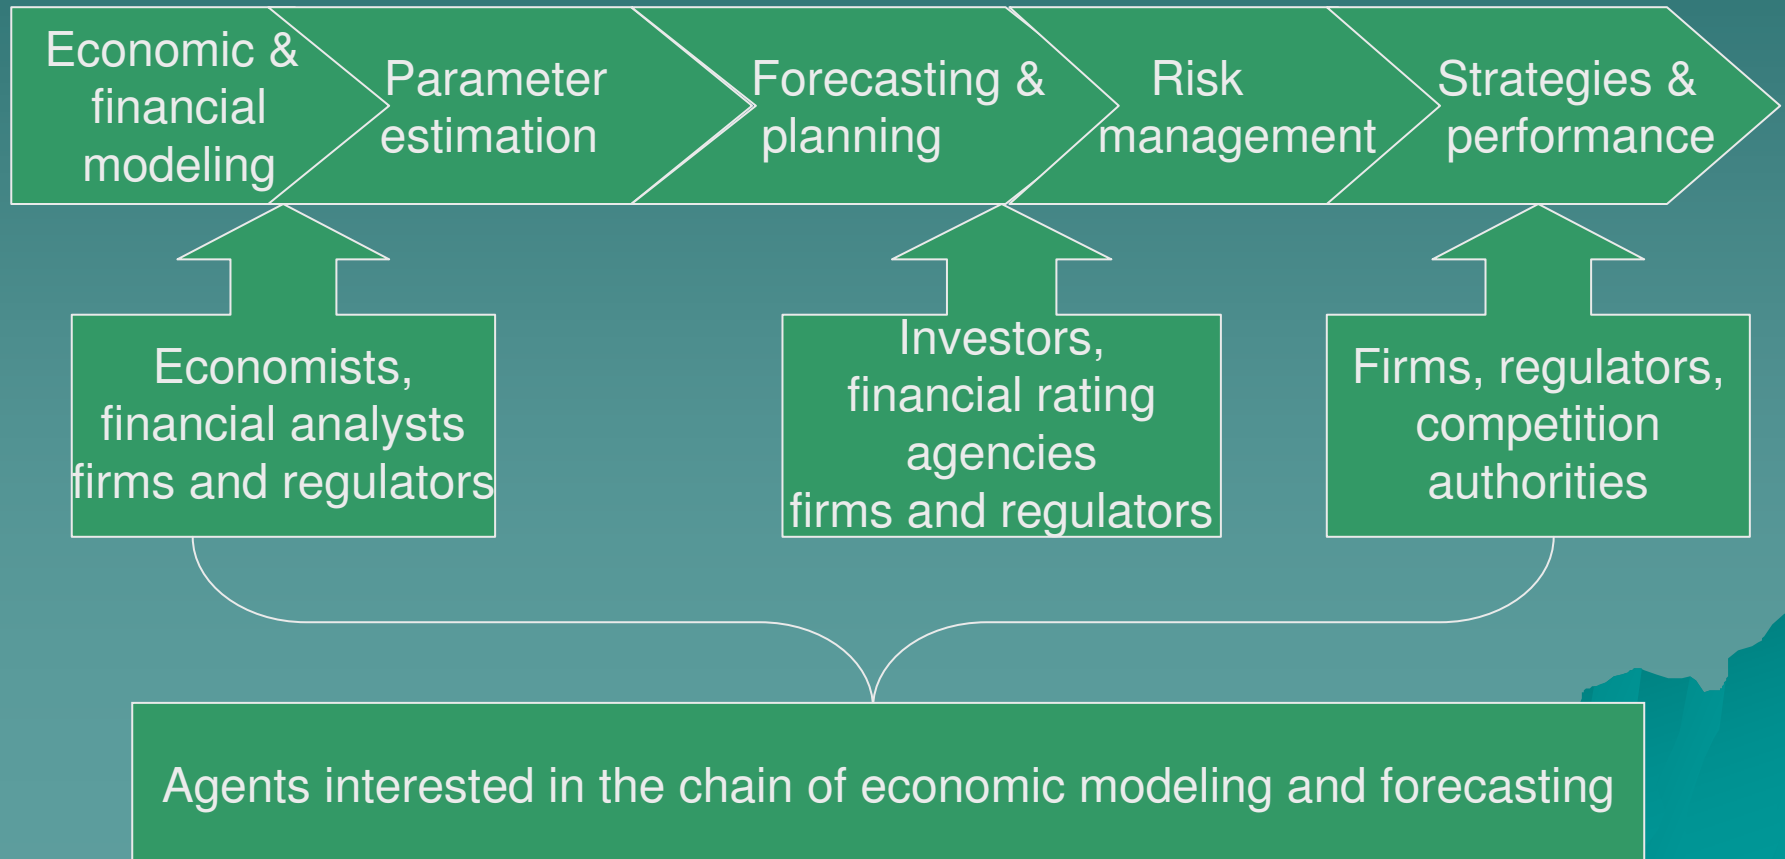 Economic &
financial
modeling
Parameter
estimation
Forecasting &
planning
Risk
management
Strategies &
performance
Economists,
financial analysts
firms and regulators
Investors,
financial rating
agencies
firms and regulators
Firms, regulators,
competition
authorities
Agents interested in the chain of economic modeling and forecasting